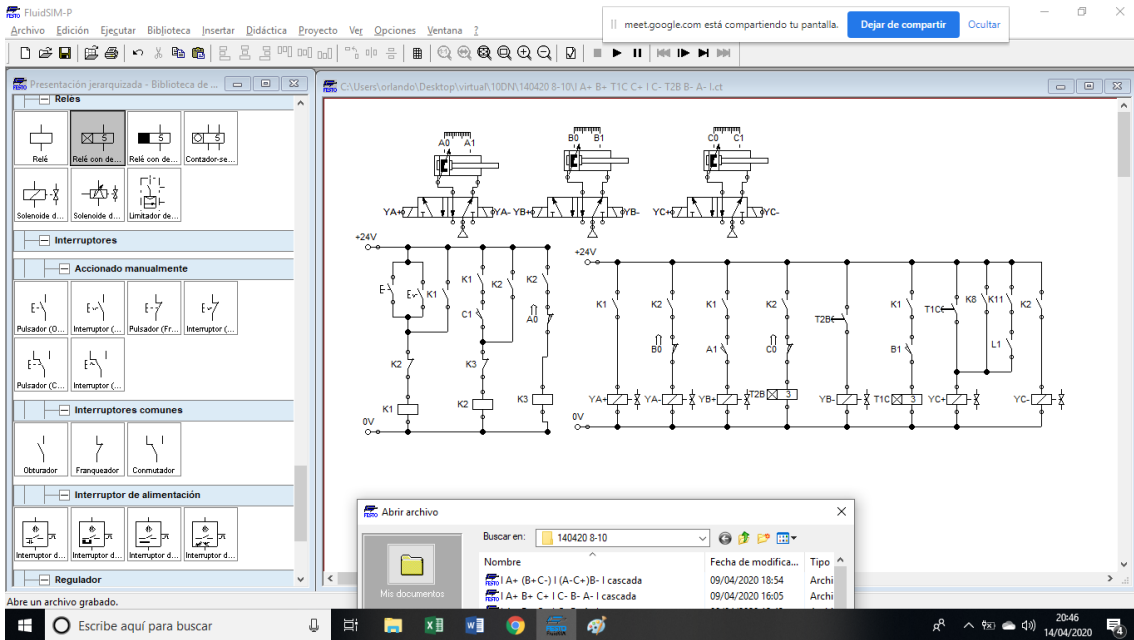 FluidSIM-P
meet.google.com está compartiendo tu pantalla. Dejar de compartir Ocultar
Archivo Edición Ejecutar Biblioteca Insertar Didáctica Proyecto Ver Opciones Ventana ?
Presentación jerarquizada - Biblioteca de ...
C:\Users\orlando\Desktop\virtual\10DN\140420 8-10\I A+ B+ T1C C+ I C- T2B B- A- I.ct
Relés
Relé Relé con de... Relé con de... Contador-se...
Solenoide d... Solenoide d... Limitador de...
Interruptores
Accionado manualmente
Pulsador (O... Interruptor (... Pulsador (Fr... Interruptor (...
Pulsador (C... Interruptor (...
Interruptores comunes
Obturador Franqueador Conmutador
Interruptor de alimentación
Interruptor d... Interruptor d... Interruptor d... Interruptor d...
Regulador
A0 A1 B0 B1 C0 C1
YA+ YA- YB+ YB- YC+ YC-
+24V
K1 K1 K2 K2
C1 A0
K2 K3
K1 K2 K3
0V
+24V
K1 K2 K1 K2 T2B K1 T1C K8 K11 K2
B0 A1 C0 B1 L1
YA+ YA- YB+ T2B 3 YB- T1C 3 YC+ YC-
0V
Abrir archivo
Buscar en: 140420 8-10
Nombre Fecha de modifica... Tipo
I A+ (B+C-) I (A-C+)B- I cascada 09/04/2020 18:54 Archi
I A+ B+ C+ I C- B- A- I cascada 09/04/2020 16:05 Archi
Mis documentos
Abre un archivo grabado.
Escribe aquí para buscar
20:46
14/04/2020
4